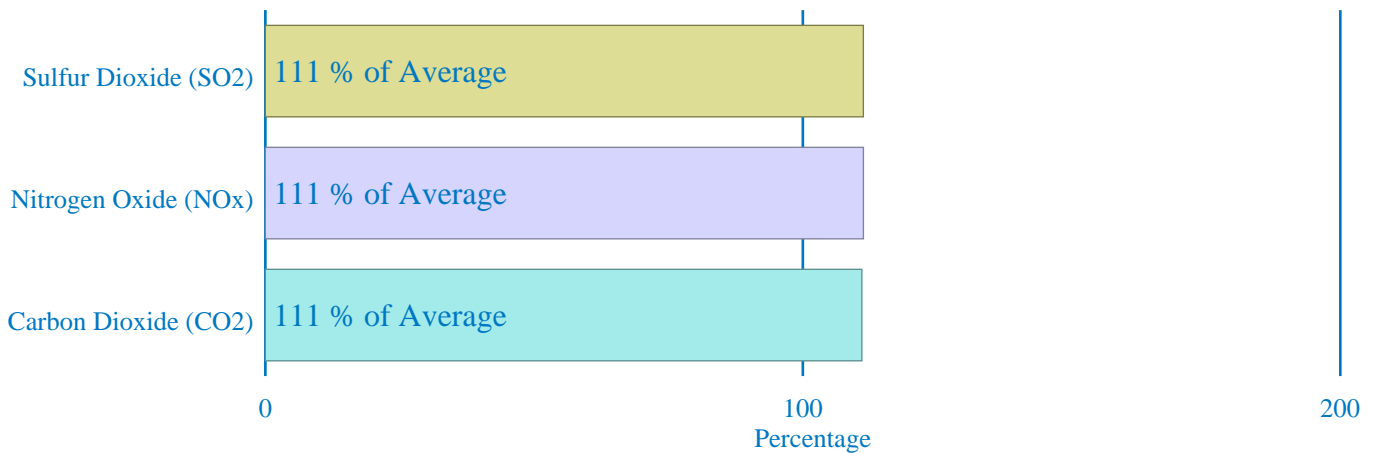 Sulfur Dioxide (SO2)
111 % of Average
Nitrogen Oxide (NOx)
111 % of Average
Carbon Dioxide (CO2)
111 % of Average
0
100
200
Percentage